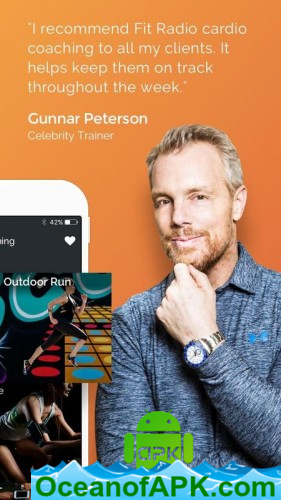 "I recommend Fit Radio cardio
coaching to all my clients. It
helps keep them on track
throughout the week."
Gunnar Peterson
Celebrity Trainer
42%
ning
Outdoor Run
e
APK
OceanofAPK.com